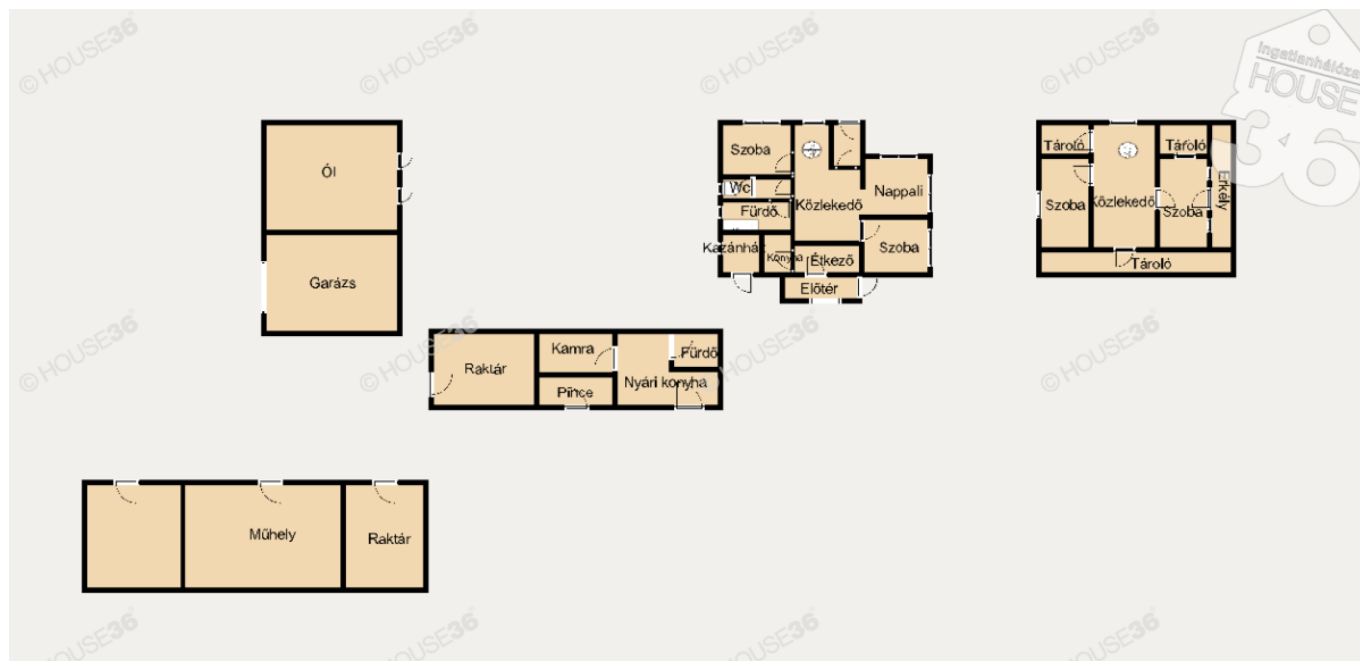 © HOUSE36
© HOUSE36
© HOUSE36
© HOUSE36
Ingatlanhálóza
HOUSE
36
Ól
Garázs
Szoba
Wc
Fürdő
Kazánház
Konyha
Közlekedő
Nappali
Szoba
Étkező
Előtér
Tároló
Tároló
Szoba
Közlekedő
Szoba
Erkély
Tároló
© HOUSE36
© HOUSE36
© HOUSE36
© HOUSE36
Raktár
Kamra
Pince
Nyári konyha
Fürdő
Műhely
Raktár
© HOUSE36
© HOUSE36
© HOUSE36
© HOUSE36